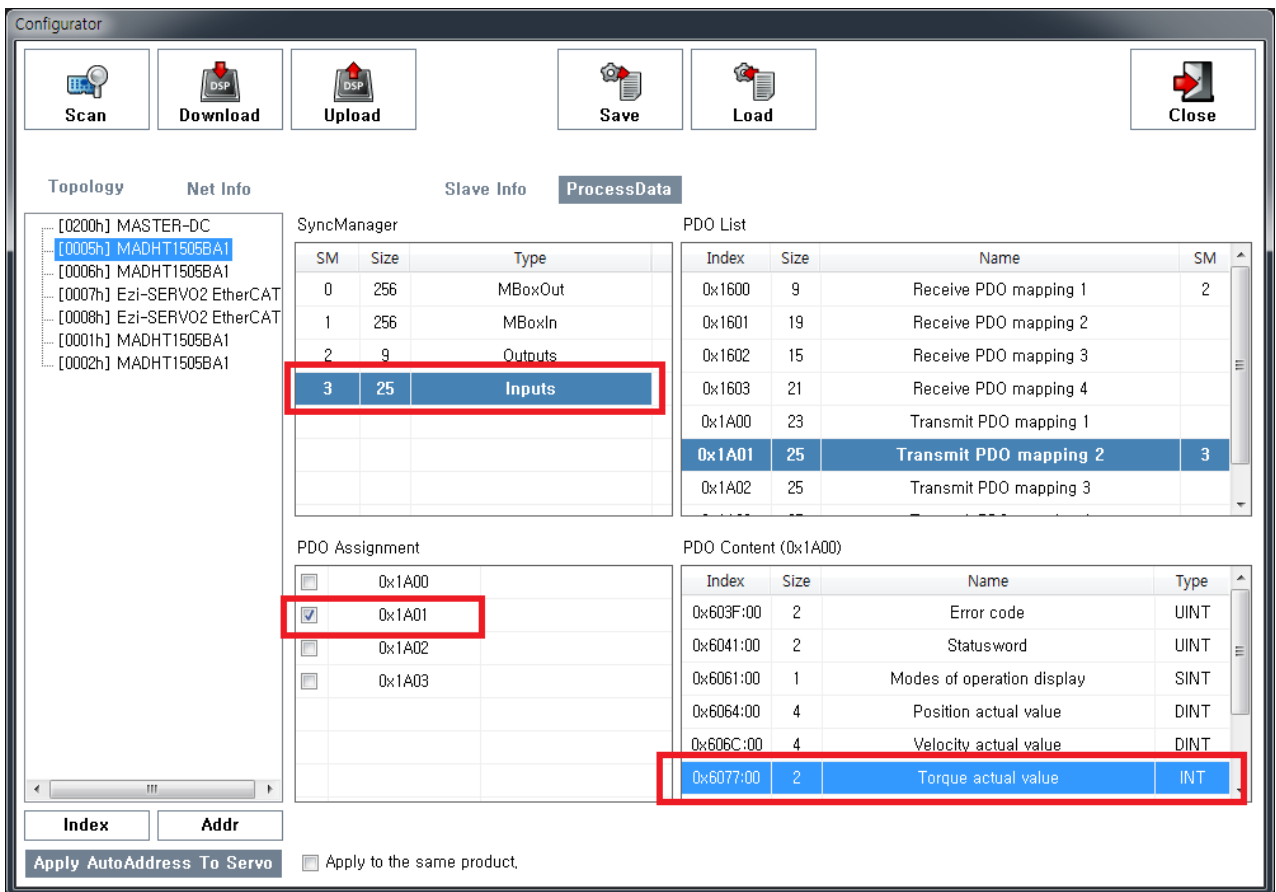 Configurator
Scan Download Upload Save Load Close
Topology Net Info Slave Info ProcessData
[0200h] MASTER-DC
[0005h] MADHT1505BA1
[0006h] MADHT1505BA1
[0007h] Ezi-SERVO2 EtherCAT
[0008h] Ezi-SERVO2 EtherCAT
[0001h] MADHT1505BA1
[0002h] MADHT1505BA1
Index Addr
Apply AutoAddress To Servo
SyncManager
SM Size Type
0 256 MBoxOut
1 256 MBoxIn
2 9 Outputs
3 25 Inputs
PDO List
Index Size Name SM
0x1600 9 Receive PDO mapping 1 2
0x1601 19 Receive PDO mapping 2
0x1602 15 Receive PDO mapping 3
0x1603 21 Receive PDO mapping 4
0x1A00 23 Transmit PDO mapping 1
0x1A01 25 Transmit PDO mapping 2 3
0x1A02 25 Transmit PDO mapping 3
PDO Assignment
0x1A00
0x1A01
0x1A02
0x1A03
PDO Content (0x1A00)
Index Size Name Type
0x603F:00 2 Error code UINT
0x6041:00 2 Statusword UINT
0x6061:00 1 Modes of operation display SINT
0x6064:00 4 Position actual value DINT
0x606C:00 4 Velocity actual value DINT
0x6077:00 2 Torque actual value INT
Apply to the same product.